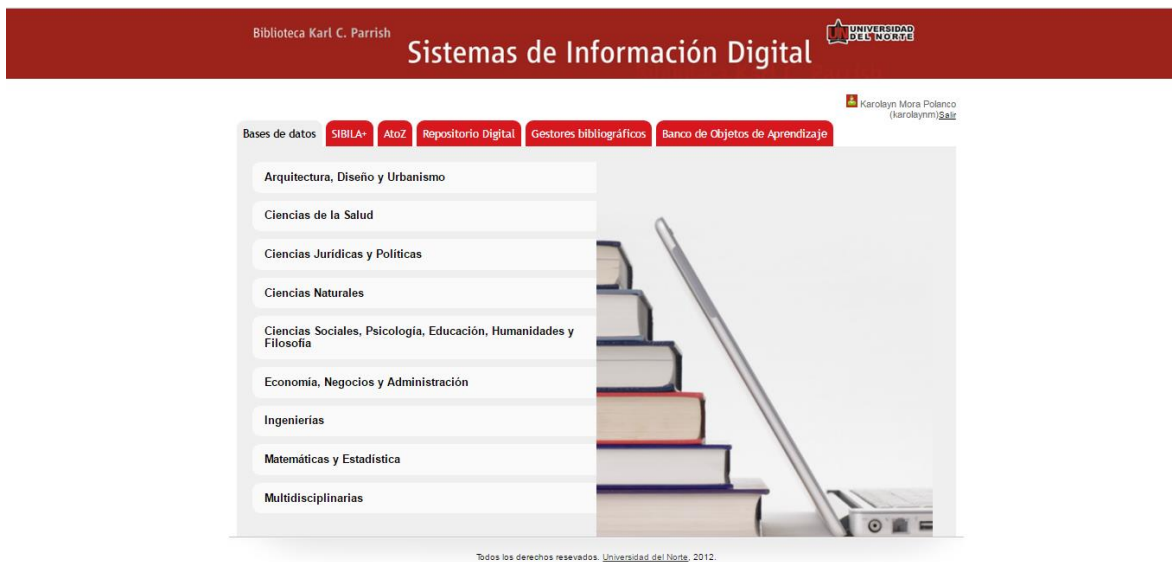 Biblioteca Karl C. Parrish
Sistemas de Información Digital
UNIVERSIDAD
DEL NORTE
Karolayn Mora Polanco
(karolaynm)Salir
Bases de datos SIBILA+ AtoZ Repositorio Digital Gestores bibliográficos Banco de Objetos de Aprendizaje
Arquitectura, Diseño y Urbanismo
Ciencias de la Salud
Ciencias Jurídicas y Políticas
Ciencias Naturales
Ciencias Sociales, Psicología, Educación, Humanidades y
Filosofía
Economía, Negocios y Administración
Ingenierías
Matemáticas y Estadística
Multidisciplinarias
Todos los derechos resevados. Universidad del Norte, 2012.